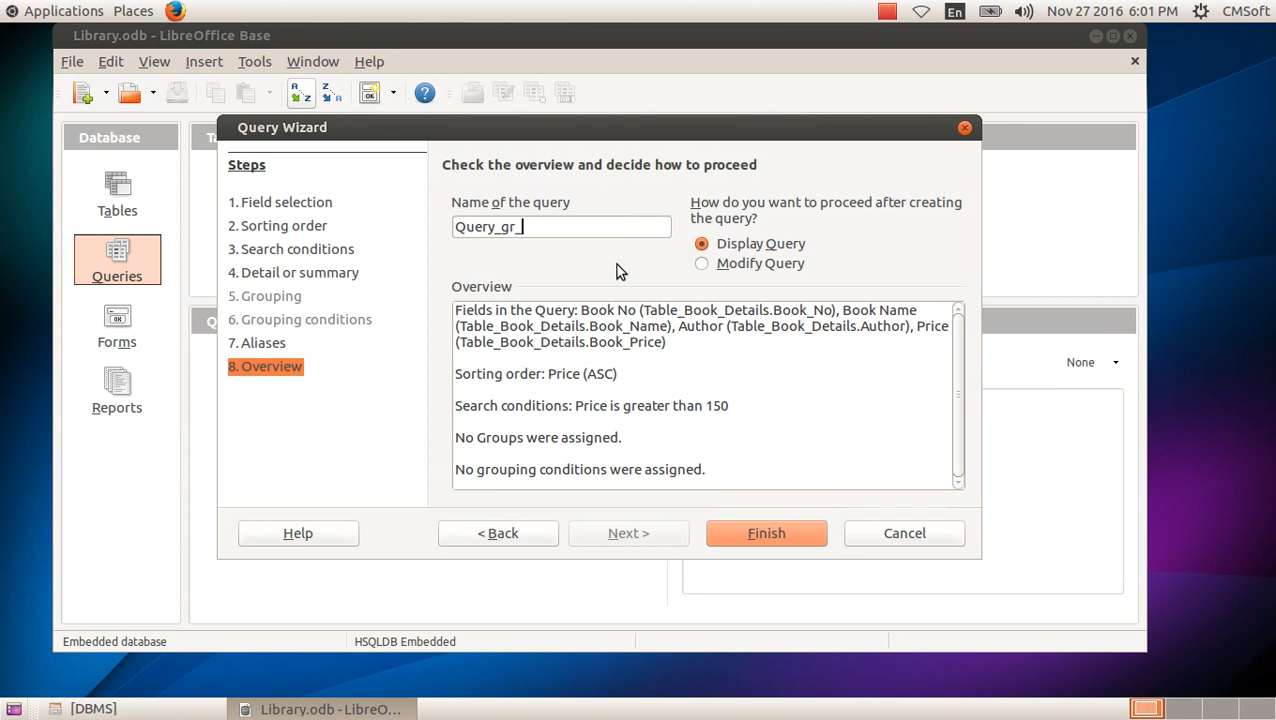 Applications Places En Nov 27 2016 6:01 PM CMSoft
Library.odb - LibreOffice Base
File Edit View Insert Tools Window Help
Database
Query Wizard
Steps
1. Field selection
2. Sorting order
3. Search conditions
4. Detail or summary
5. Grouping
6. Grouping conditions
7. Aliases
8. Overview
Check the overview and decide how to proceed
Name of the query
Query_gr_
How do you want to proceed after creating
the query?
Display Query
Modify Query
Overview
Fields in the Query: Book No (Table_Book_Details.Book_No), Book Name
(Table_Book_Details.Book_Name), Author (Table_Book_Details.Author), Price
(Table_Book_Details.Book_Price)
Sorting order: Price (ASC)
Search conditions: Price is greater than 150
No Groups were assigned.
No grouping conditions were assigned.
Help
< Back
Next >
Finish
Cancel
Tables
Queries
Forms
Reports
None
Embedded database
HSQLDB Embedded
[DBMS]
Library.odb - LibreO...